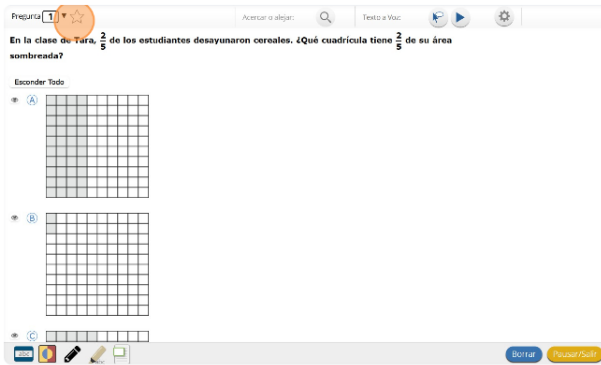 Pregunta 1 Acercar o alejar: Texto a Voz:
En la clase de Tara, 2/5 de los estudiantes desayunaron cereales. ¿Qué cuadrícula tiene 2/5 de su área
sombreada?
Esconder Todo
A
B
C
abc
Borrar Pausar/Salir